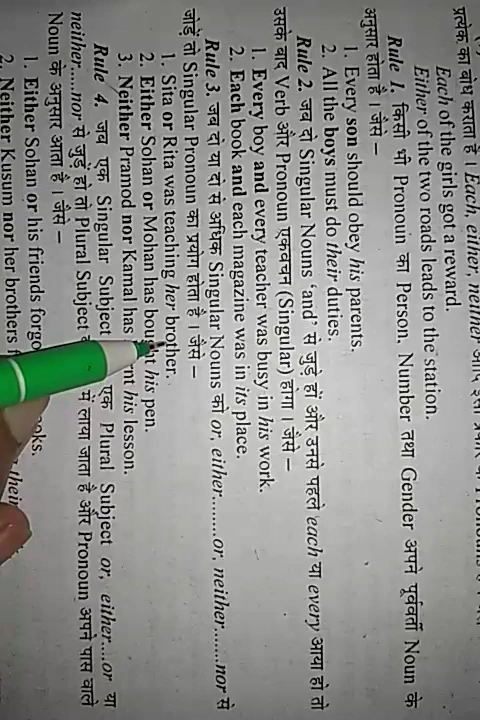 प्रत्येक का बोध कराता है। Each, either, neither आदि इस प्रकार के
Each of the girls got a reward.
Either of the two roads leads to the station.
Rule 1. किसी भी Pronoun का Person, Number तथा Gender अपने पूर्ववर्ती Noun के
अनुसार होता है। जैसे –
1. Every son should obey his parents.
2. All the boys must do their duties.
Rule 2. जब दो Singular Nouns 'and' से जुड़े हों और उनसे पहले each या every आया हो तो
उसके बाद Verb और Pronoun एकवचन (Singular) होगा। जैसे –
1. Every boy and every teacher was busy in his work.
2. Each book and each magazine was in its place.
Rule 3. जब दो या दो से अधिक Singular Nouns को or, either........or, neither.......nor से
जोड़ें तो Singular Pronoun का प्रयोग होता है। जैसे –
1. Sita or Rita was teaching her brother.
2. Either Sohan or Mohan has his pen.
3. Neither Pramod nor Kamal has his lesson.
Rule 4. जब एक Singular Subject एक Plural Subject or, either....or या
neither....nor से जुड़े हों तो Plural Subject में लाया जाता है और Pronoun अपने पास वाले
Noun के अनुसार आता है। जैसे –
1. Either Sohan or his friends
2. Neither Kusum nor her brothers